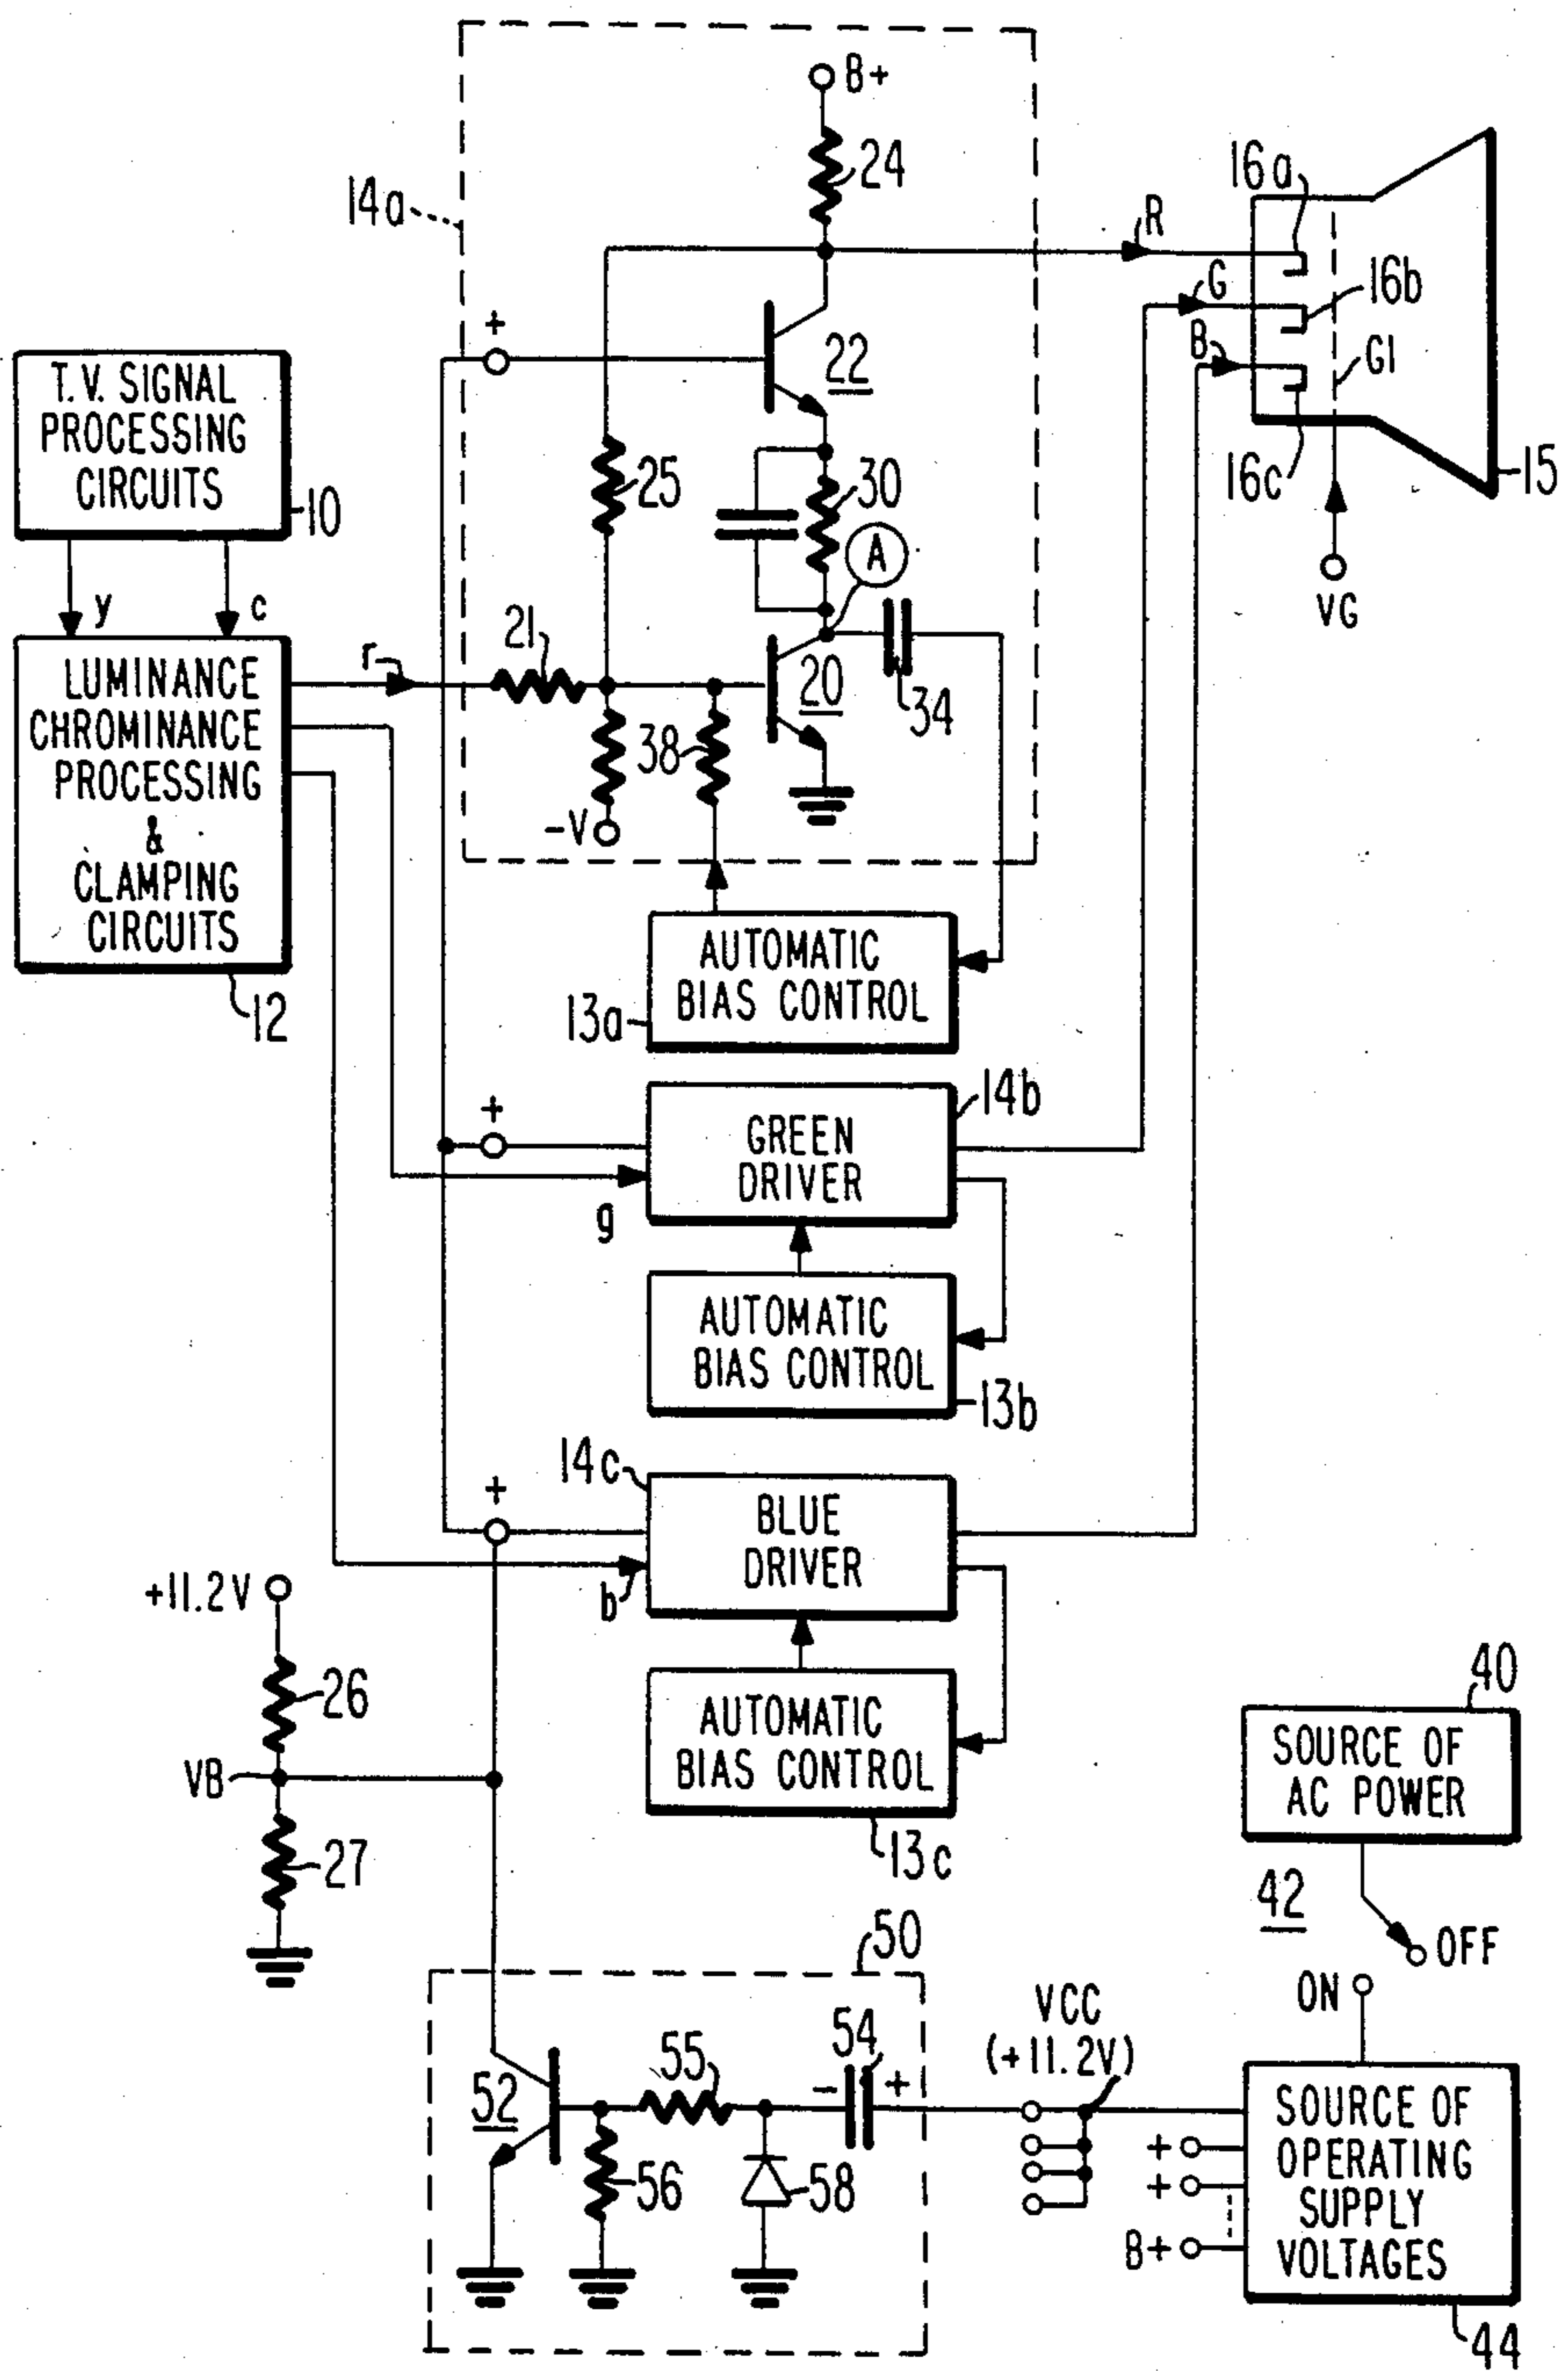 B+
24
14a
R
16a
G
16b
B
G1
16c
15
VG
+
22
T.V. SIGNAL
PROCESSING
CIRCUITS
10
y
c
25
30
A
21
r
20
34
38
-V
LUMINANCE
CHROMINANCE
PROCESSING
&
CLAMPING
CIRCUITS
12
AUTOMATIC
BIAS CONTROL
13a
+
GREEN
DRIVER
14b
g
AUTOMATIC
BIAS CONTROL
13b
14c
+
BLUE
DRIVER
b
+11.2V
26
VB
27
AUTOMATIC
BIAS CONTROL
13c
40
SOURCE OF
AC POWER
42
OFF
ON
50
VCC
(+11.2V)
54
55
- +
52
56
58
SOURCE OF
OPERATING
SUPPLY
VOLTAGES
+
+
B+
44